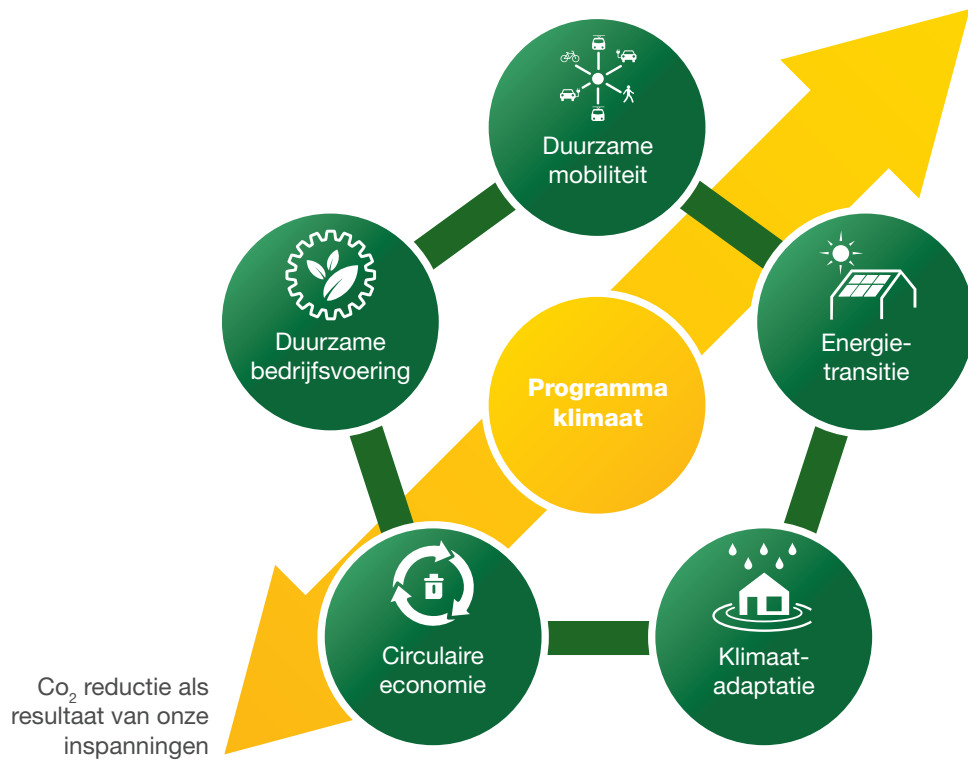 Duurzame
mobiliteit
Duurzame
bedrijfsvoering
Energie-
transitie
Programma
klimaat
Circulaire
economie
Klimaat-
adaptatie
Co₂ reductie als
resultaat van onze
inspanningen